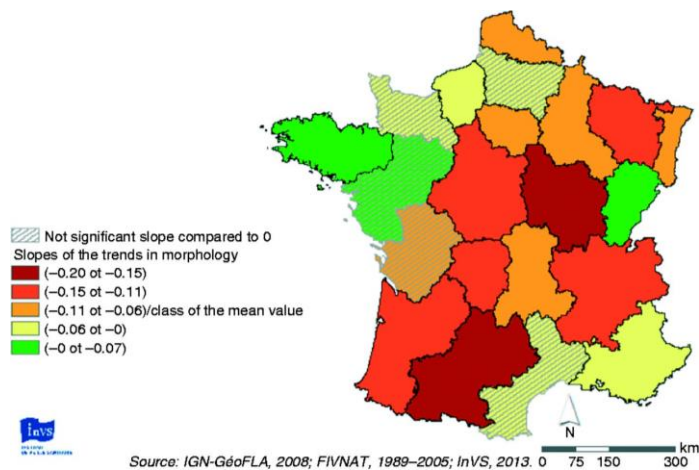 Not significant slope compared to 0
Slopes of the trends in morphology
(−0.20 ot −0.15)
(−0.15 ot −0.11)
(−0.11 ot −0.06)/class of the mean value
(−0.06 ot −0)
(−0 ot −0.07)
InVS
N
km
0 75 150 300
Source: IGN-GéoFLA, 2008; FIVNAT, 1989–2005; InVS, 2013.